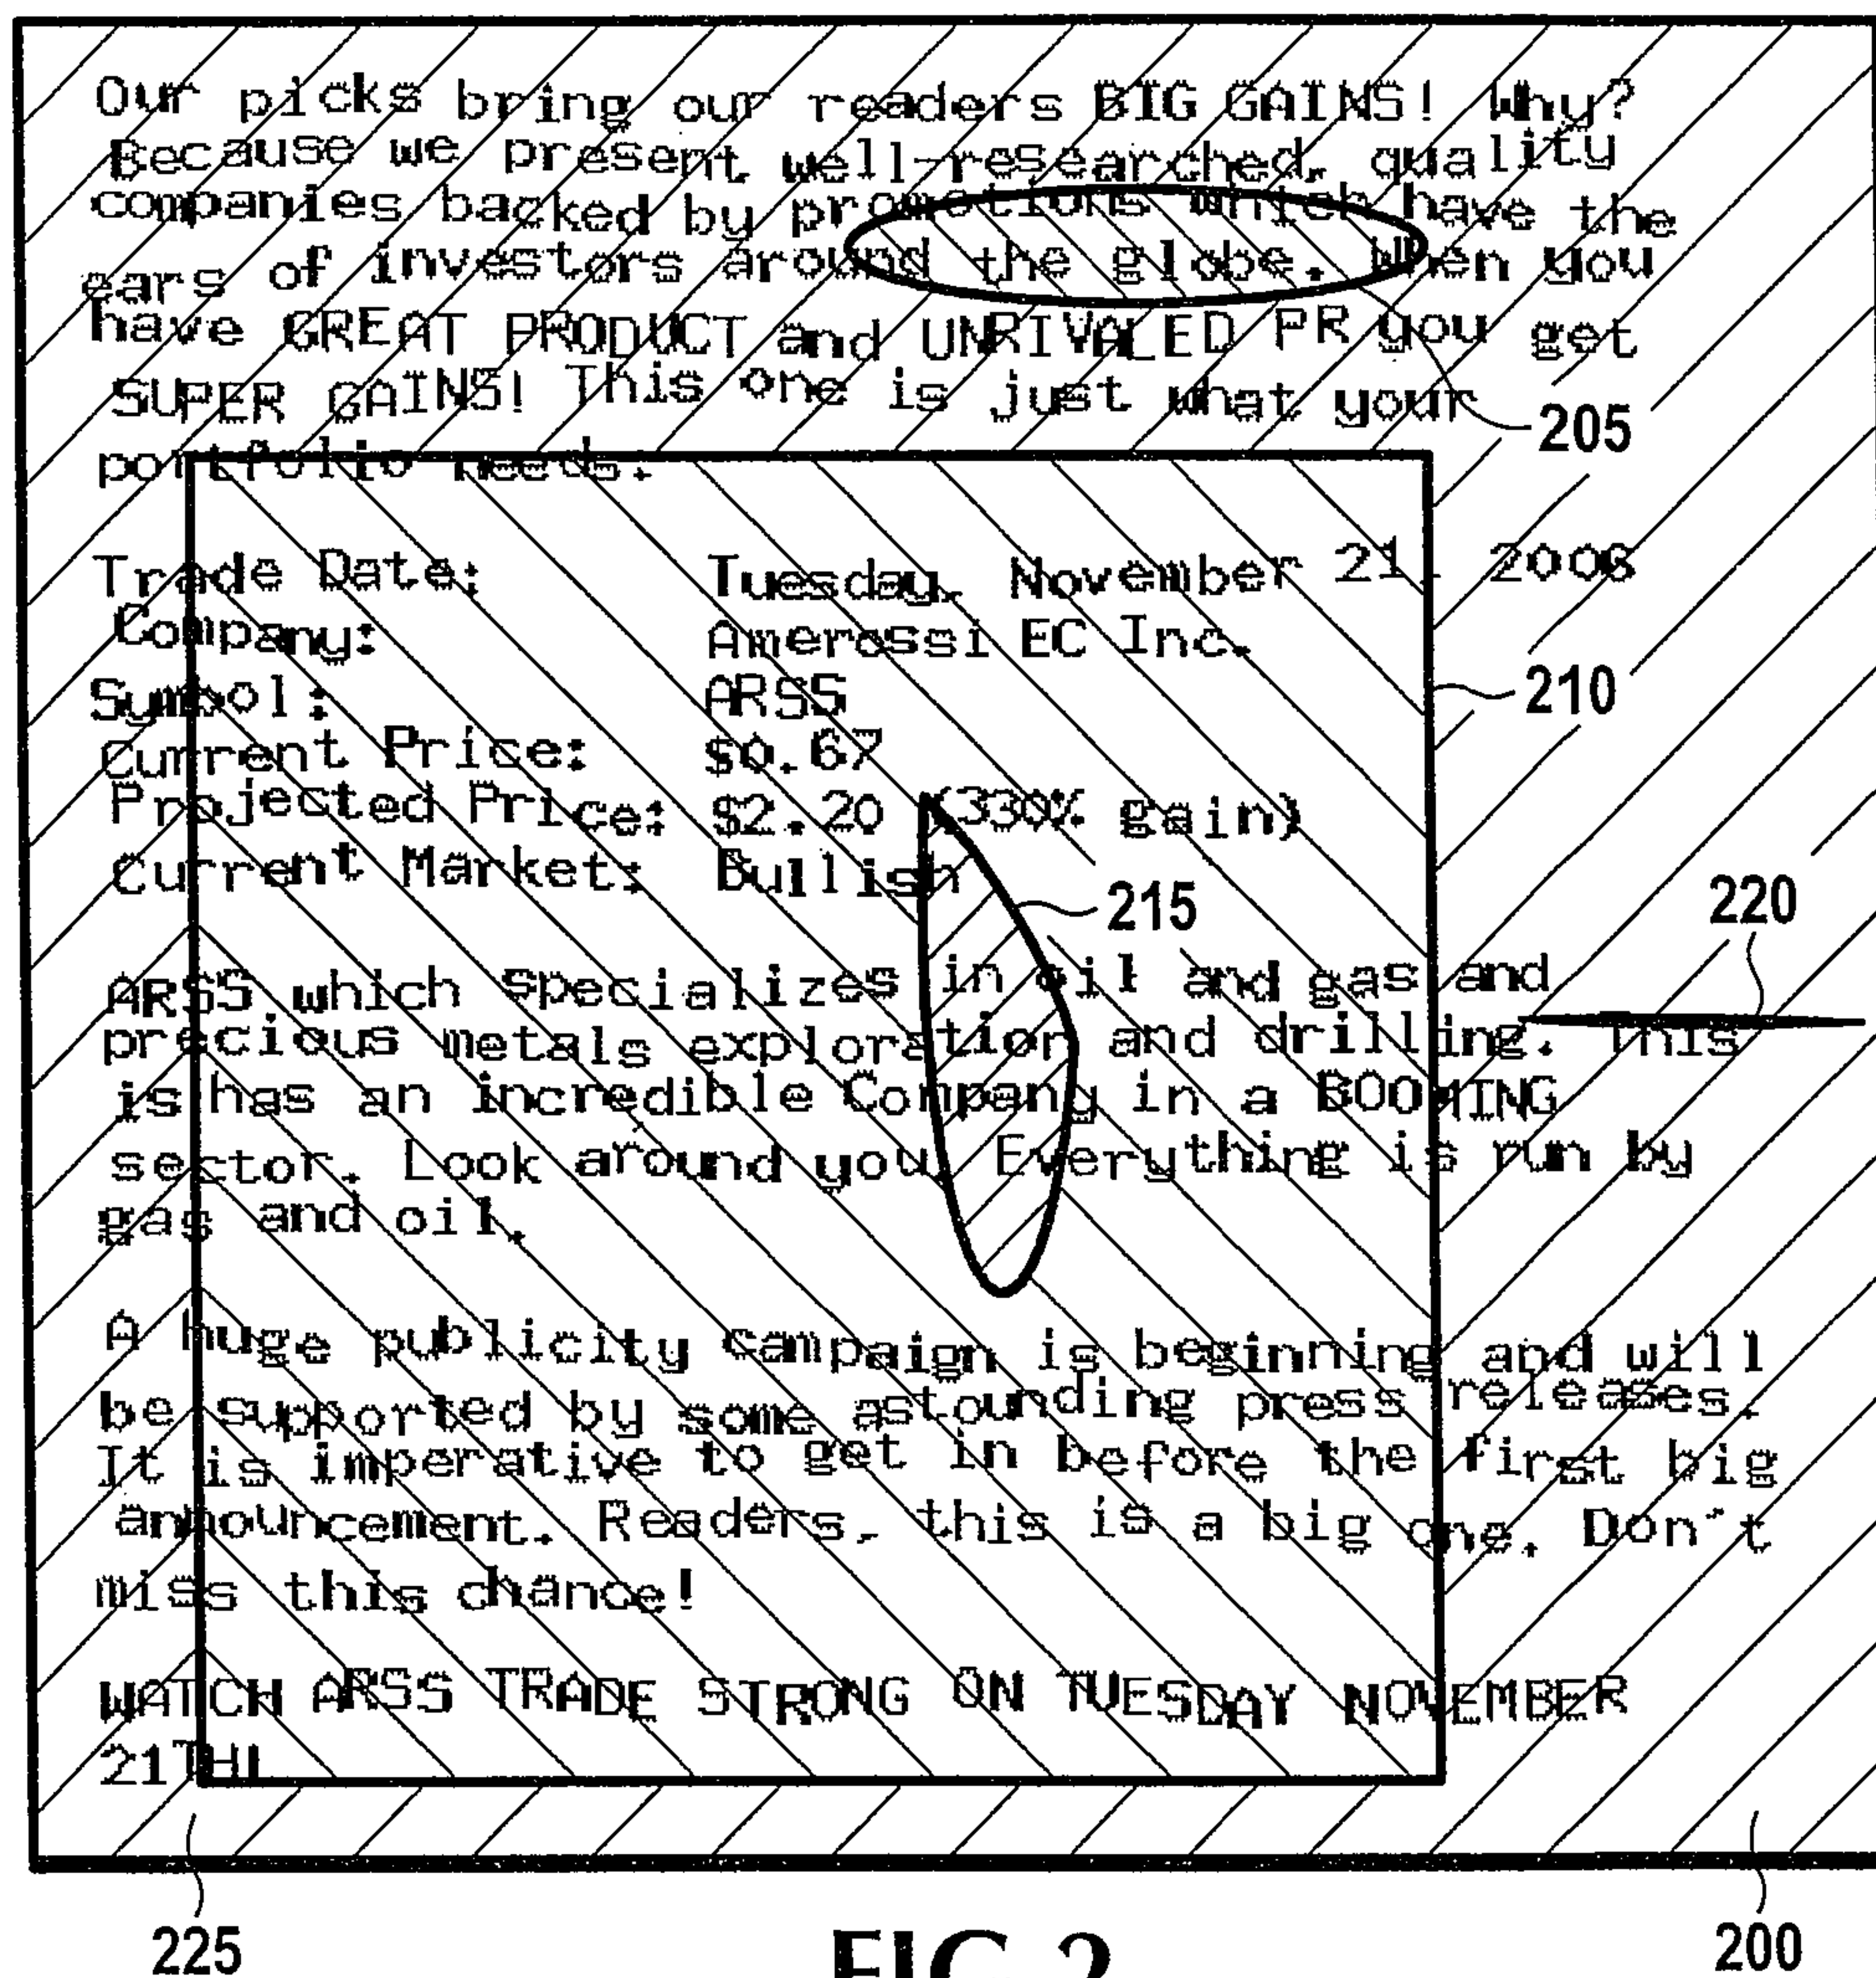 Our picks bring our readers BIG GAINS! Why?
Because we present well-researched, quality
companies backed by promotions which have the
ears of investors around the globe. When you
have GREAT PRODUCT and UNRIVALED PR you get
SUPER GAINS! This one is just what your
205
portfolio needs.
Trade Date: Tuesday, November 21, 2006
Company: Amerossi EC Inc.
Symbol: ARSS
210
Current Price: $0.67
Projected Price: $2.20 (330% gain)
Current Market: Bullish
215
220
ARSS which specializes in oil and gas and
precious metals exploration and drilling. This
is has an incredible Company in a BOOMING
sector. Look around you. Everything is run by
gas and oil.
A huge publicity campaign is beginning and will
be supported by some astounding press releases.
It is imperative to get in before the first big
announcement. Readers, this is a big one. Don't
miss this chance!
WATCH ARSS TRADE STRONG ON TUESDAY NOVEMBER
21TH!
225
200
FIG. 2